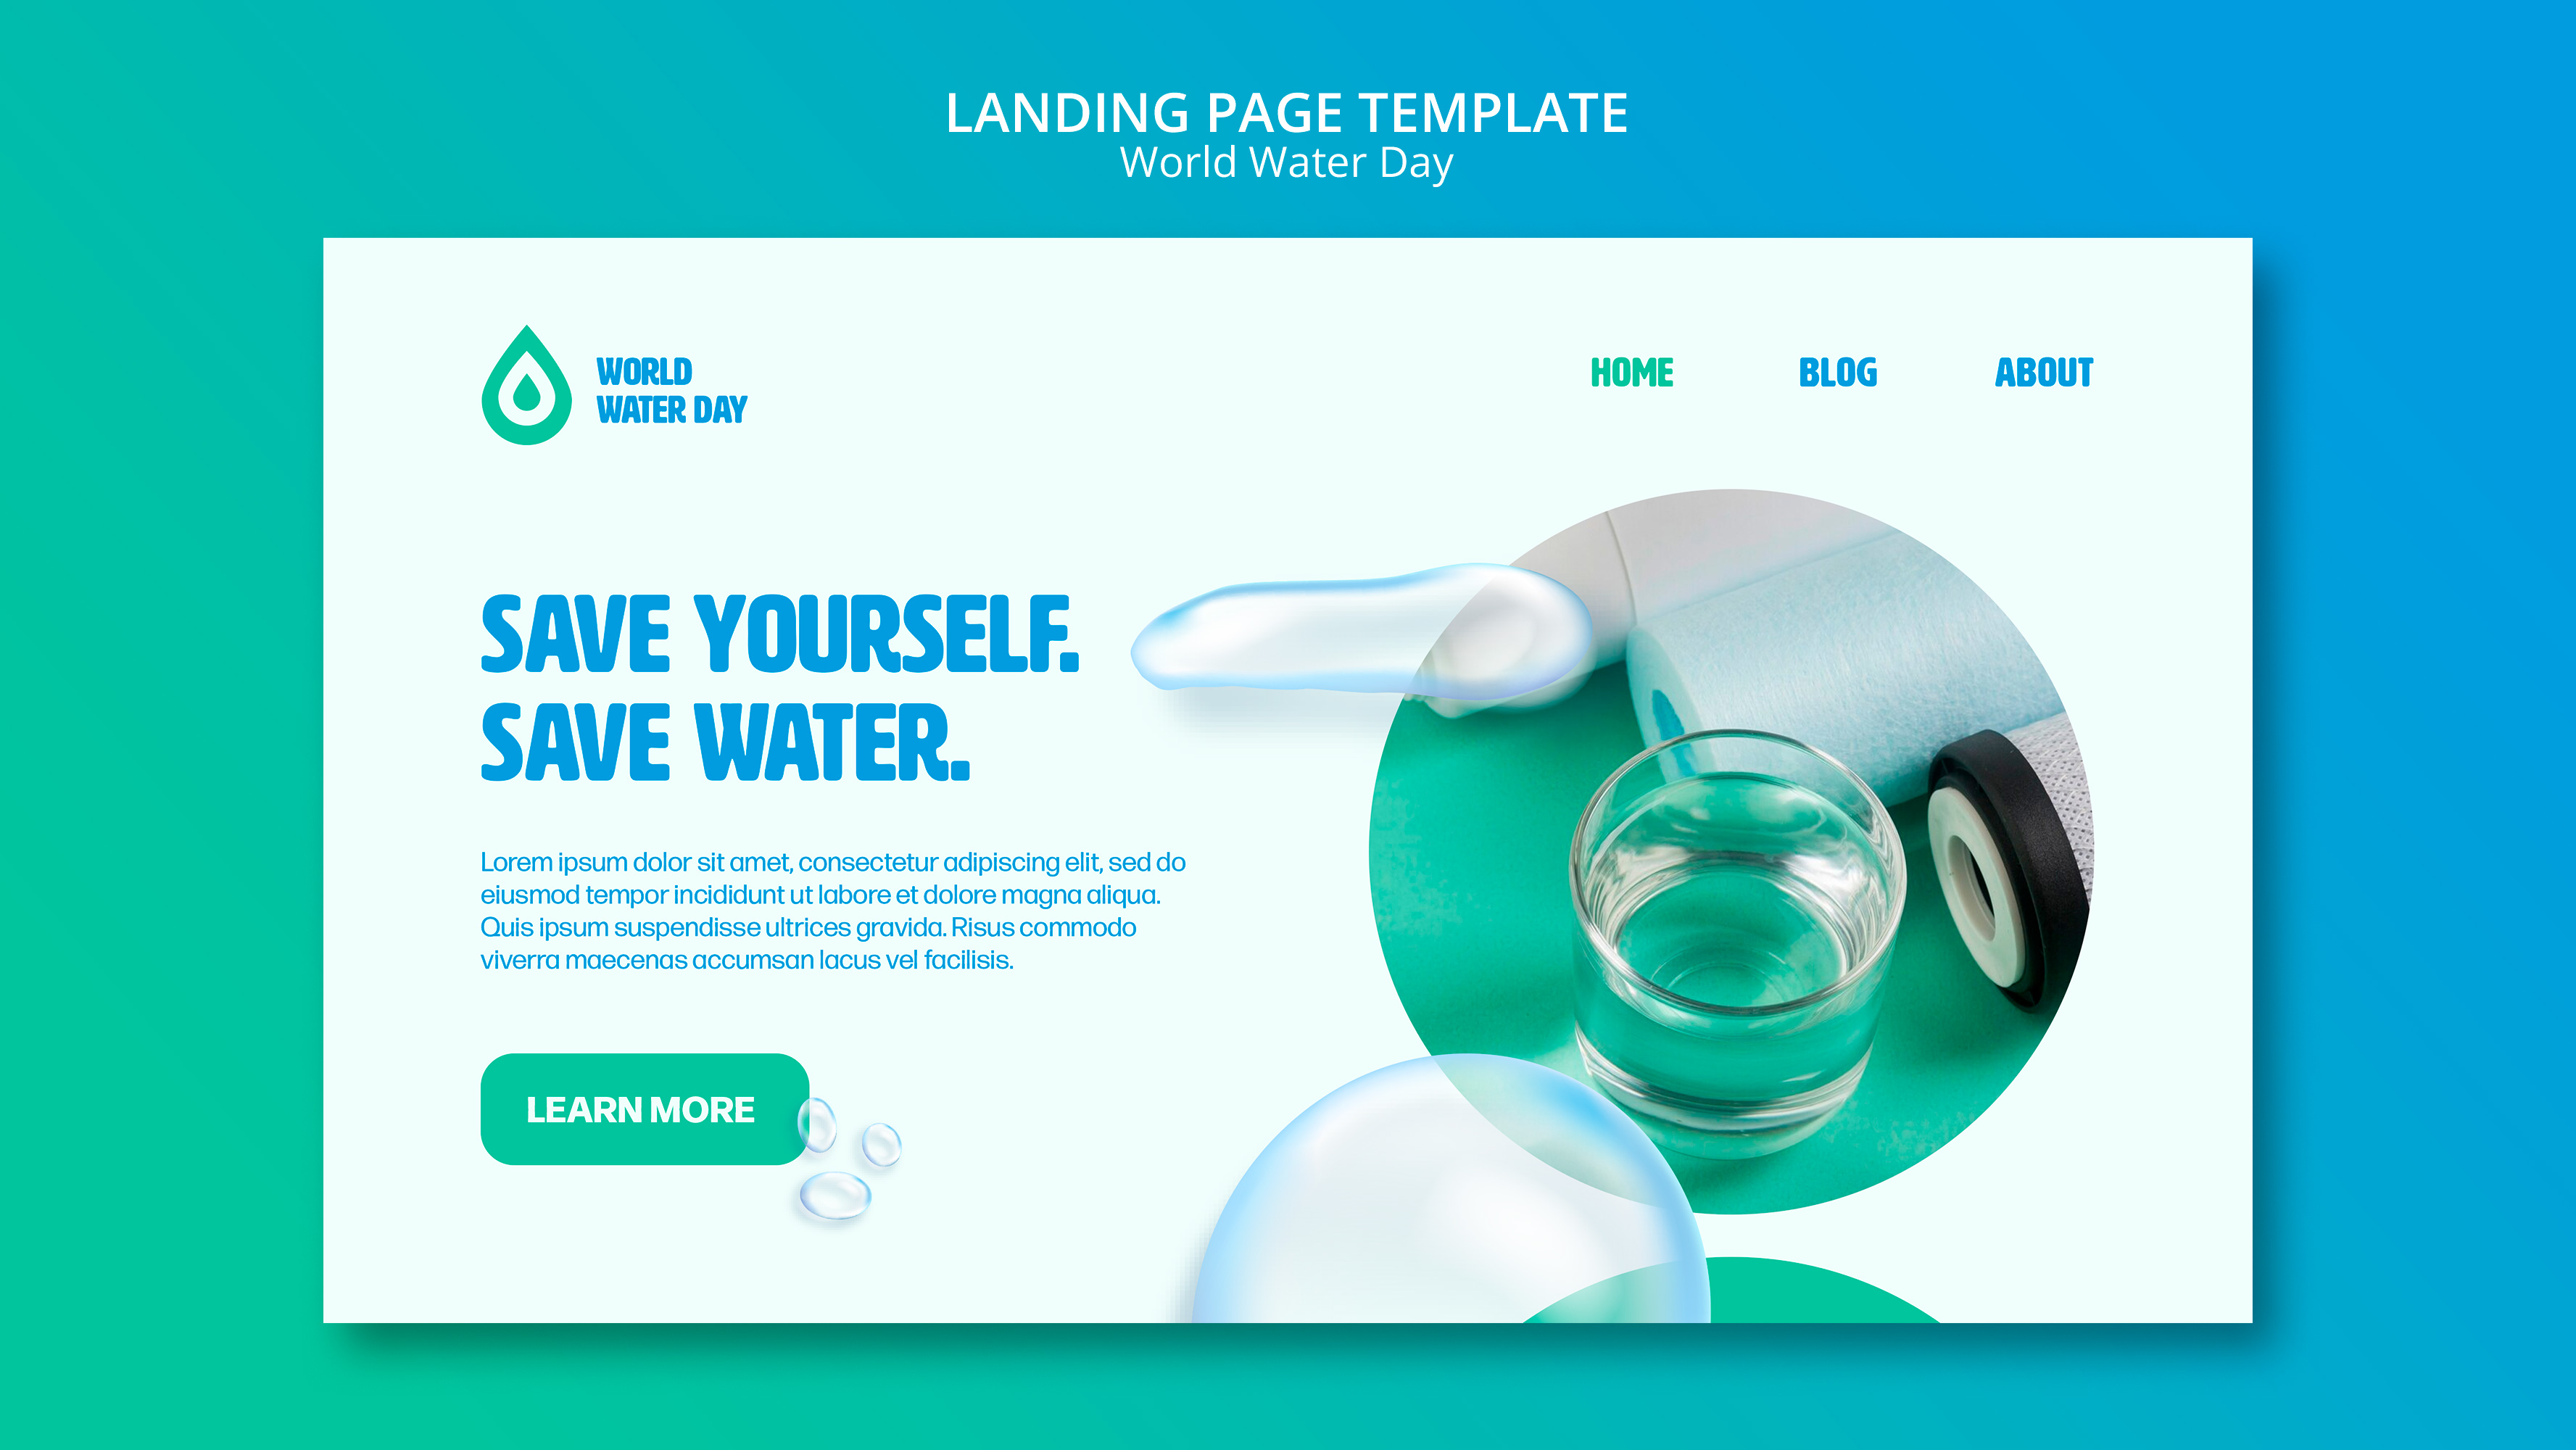 LANDING PAGE TEMPLATE
World Water Day
WORLD
WATER DAY
HOME
BLOG
ABOUT
SAVE YOURSELF.
SAVE WATER.
Lorem ipsum dolor sit amet, consectetur adipiscing elit, sed do
eiusmod tempor incididunt ut labore et dolore magna aliqua.
Quis ipsum suspendisse ultrices gravida. Risus commodo
viverra maecenas accumsan lacus vel facilisis.
LEARN MORE